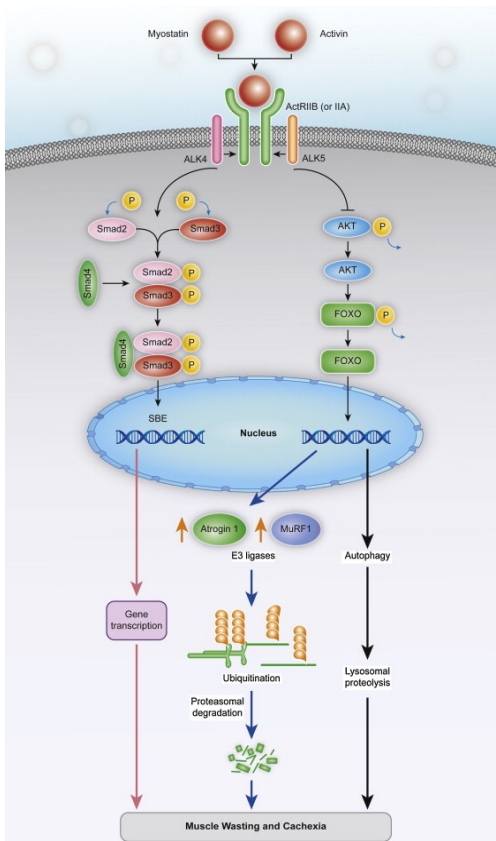 Myostatin
Activin
ActRIIB (or IIA)
ALK4
ALK5
P
P
Smad2
Smad3
AKT
P
Smad4
Smad2
P
Smad3
P
AKT
FOXO
P
Smad4
Smad2
P
Smad3
P
FOXO
SBE
Nucleus
Atrogin 1
MuRF1
E3 ligases
Autophagy
Gene
transcription
Ubiquitination
Lysosomal
proteolysis
Proteasomal
degradation
Muscle Wasting and Cachexia